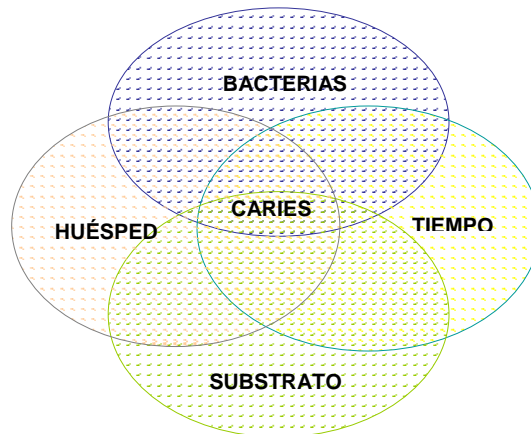 BACTERIAS
CARIES
HUÉSPED
TIEMPO
SUBSTRATO